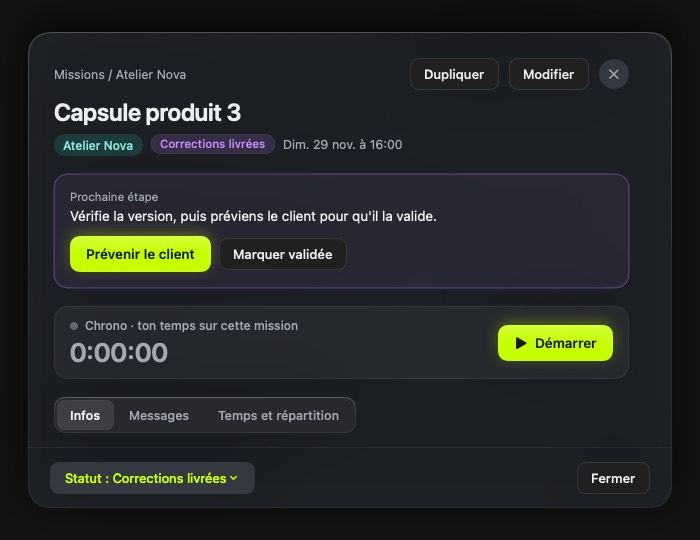 Missions / Atelier Nova
Dupliquer
Modifier
Capsule produit 3
Atelier Nova
Corrections livrées
Dim. 29 nov. à 16:00
Prochaine étape
Vérifie la version, puis préviens le client pour qu'il la valide.
Prévenir le client
Marquer validée
Chrono · ton temps sur cette mission
0:00:00
Démarrer
Infos
Messages
Temps et répartition
Statut : Corrections livrées
Fermer